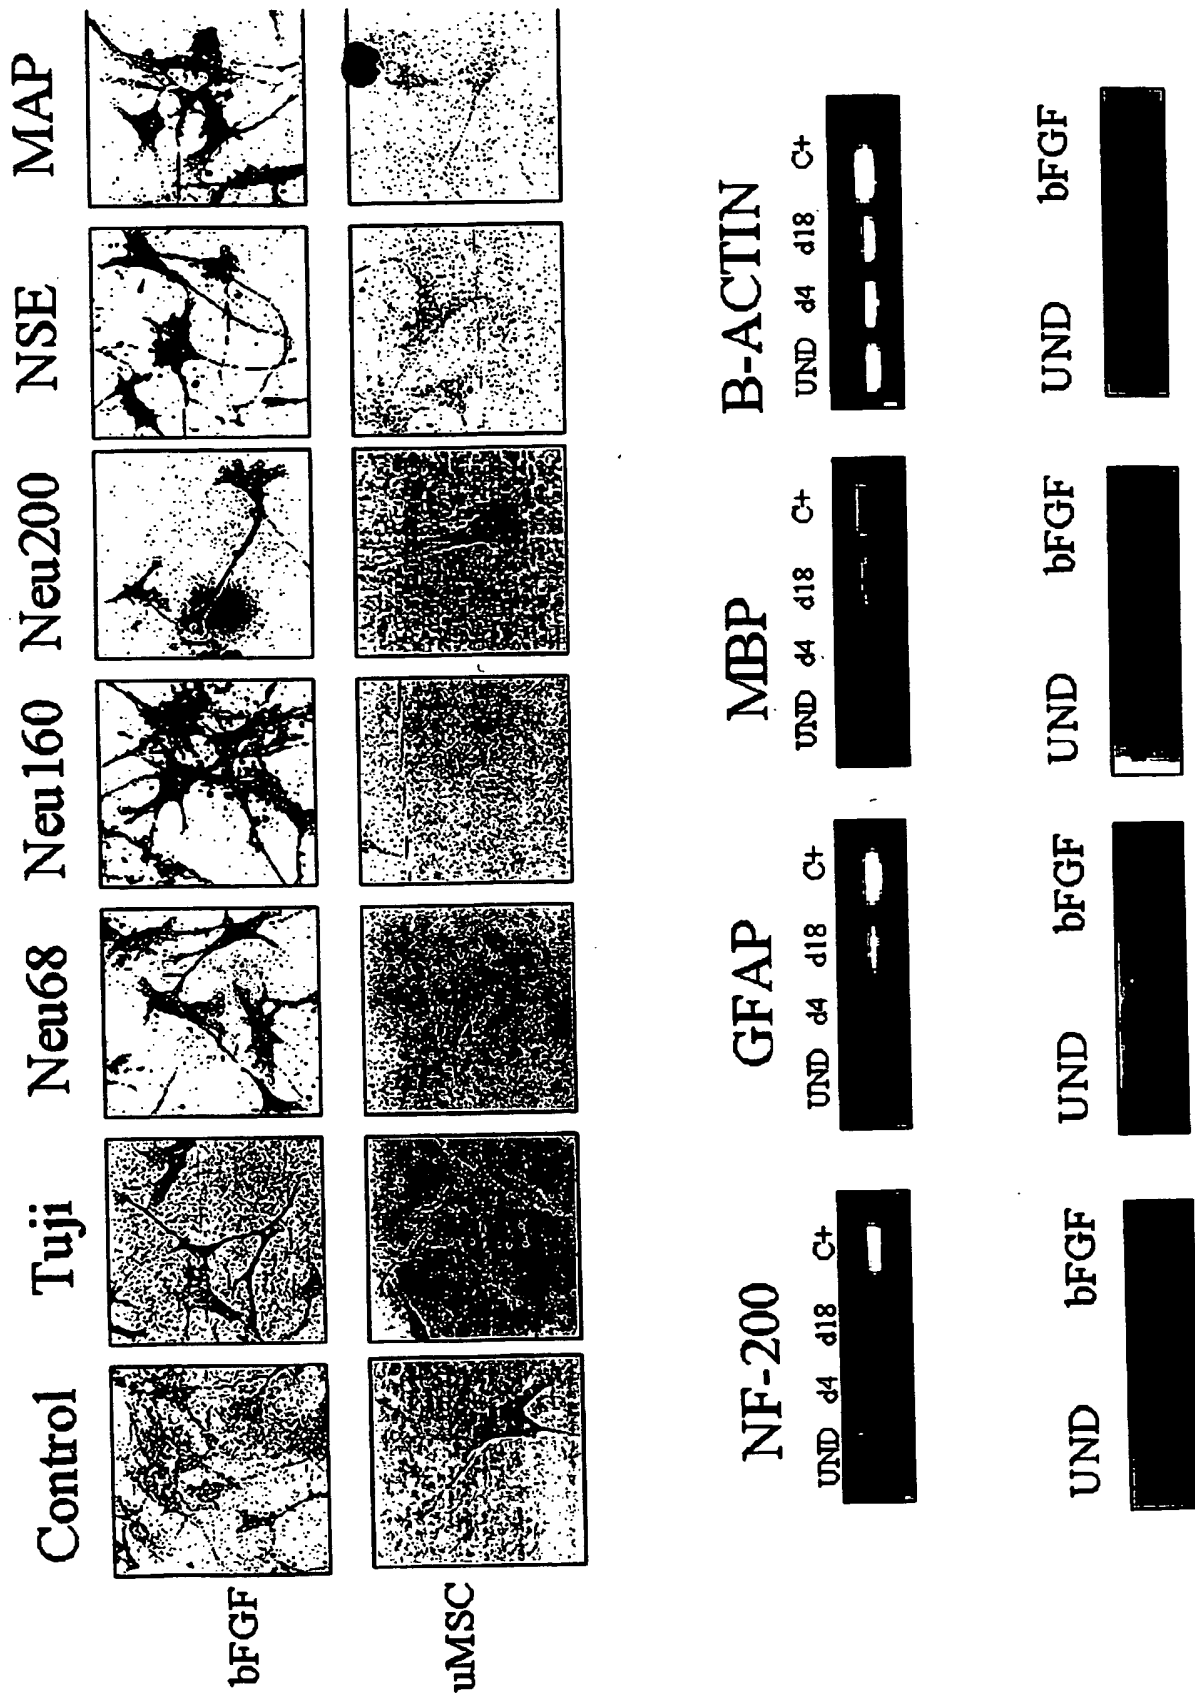 Control Tuji Neu68 Neu160 Neu200 NSE MAP
bFGF
uMSC
NF-200 GFAP MBP B-ACTIN
UND d4 d18 C+ UND d4 d18 C+ UND d4 d18 C+ UND d4 d18 C+
UND bFGF UND bFGF UND bFGF UND bFGF